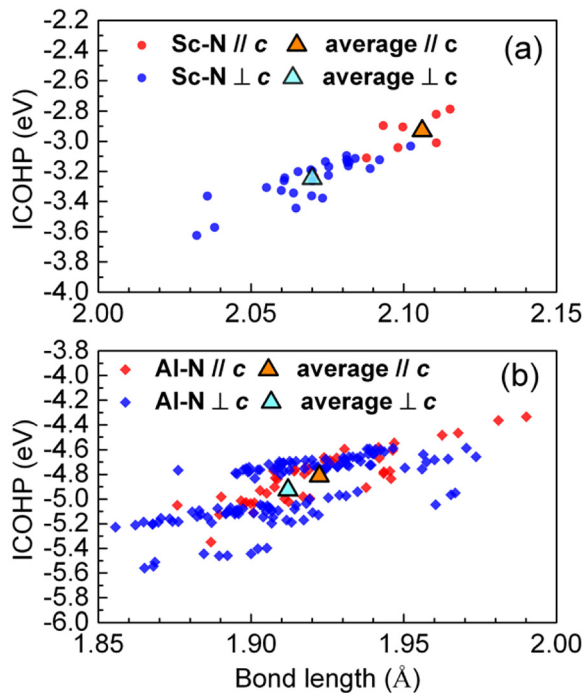 -2.2
-2.4
-2.6
-2.8
-3.0
-3.2
-3.4
-3.6
-3.8
-4.0
ICOHP (eV)
Sc-N // c average // c (a)
Sc-N ⊥ c average ⊥ c
2.00 2.05 2.10 2.15
-3.8
-4.0
-4.2
-4.4
-4.6
-4.8
-5.0
-5.2
-5.4
-5.6
-5.8
-6.0
ICOHP (eV)
Al-N // c average // c (b)
Al-N ⊥ c average ⊥ c
1.85 1.90 1.95 2.00
Bond length (Å)